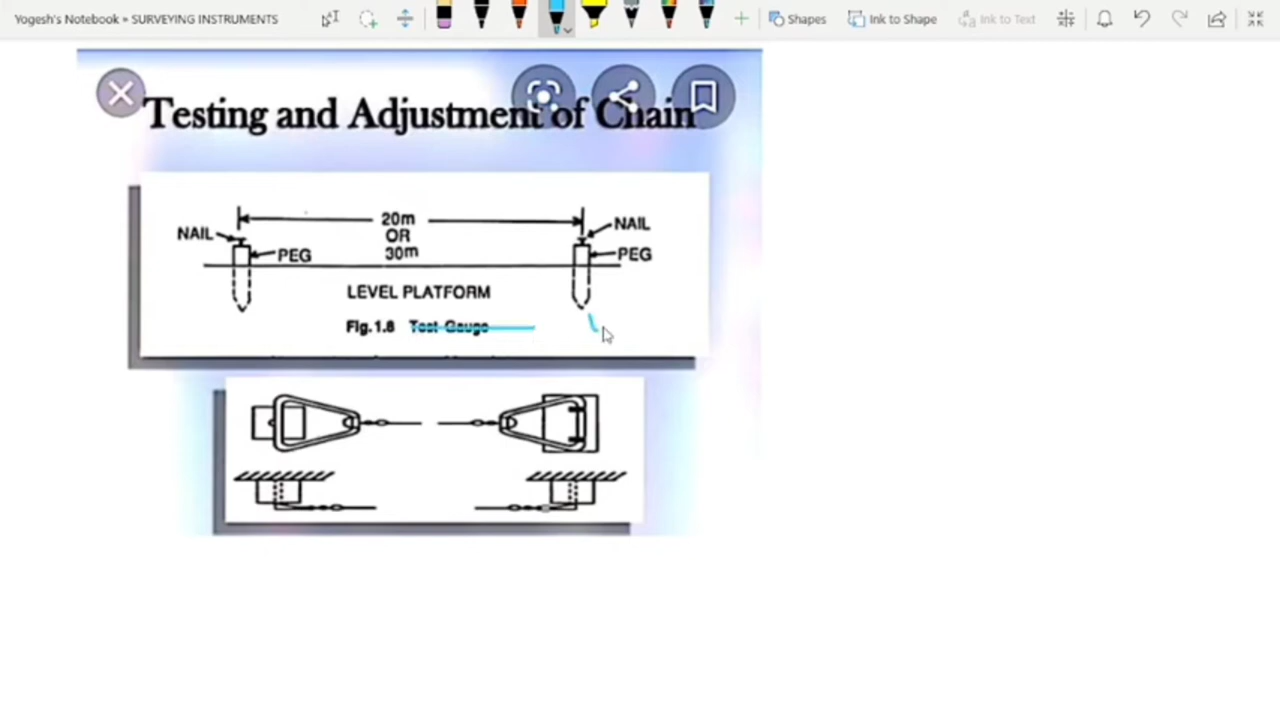 Yogesh's Notebook » SURVEYING INSTRUMENTS
Shapes
Ink to Shape
Ink to Text
Testing and Adjustment of Chain
20m
OR
30m
NAIL
NAIL
PEG
PEG
LEVEL PLATFORM
Fig.1.8 Test Gauge